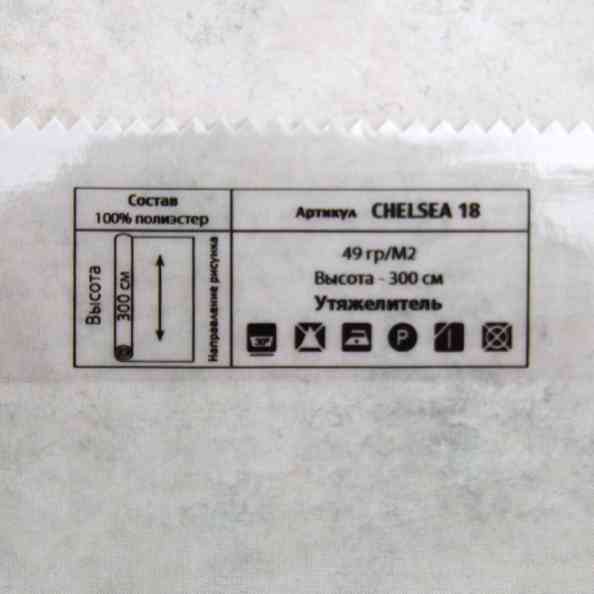 Состав
100% полиэстер
Артикул CHELSEA 18
Высота
300 см
Направление рисунка
49 гр/М2
Высота - 300 см
Утяжелитель
30°
P